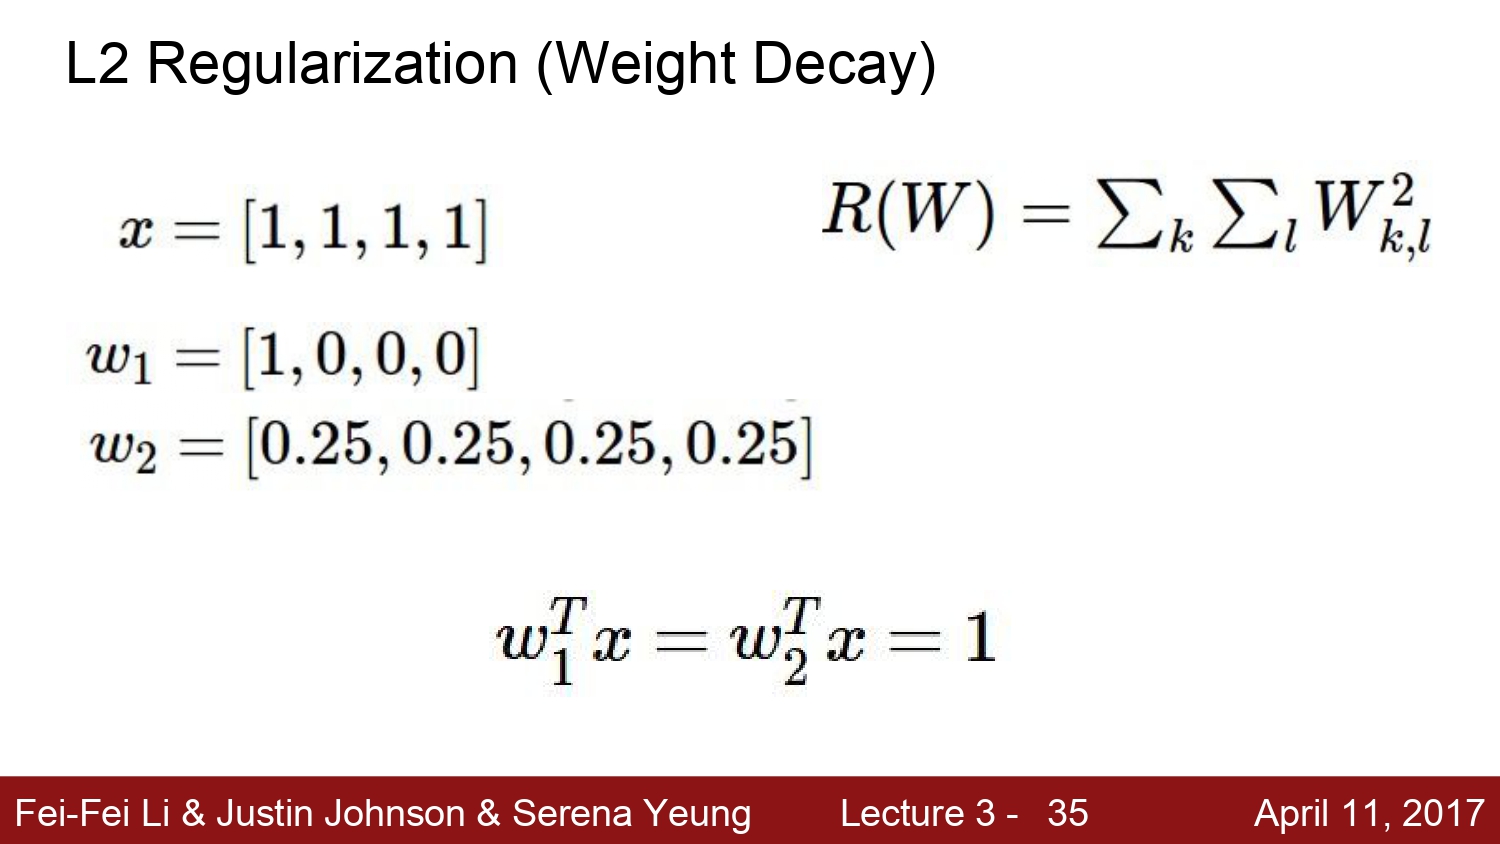 L2 Regularization (Weight Decay)
x = [1, 1, 1, 1]
R(W) = ∑_k ∑_l W_{k,l}^2
w_1 = [1, 0, 0, 0]
w_2 = [0.25, 0.25, 0.25, 0.25]
w_1^T x = w_2^T x = 1
Fei-Fei Li & Justin Johnson & Serena Yeung Lecture 3 - 35 April 11, 2017